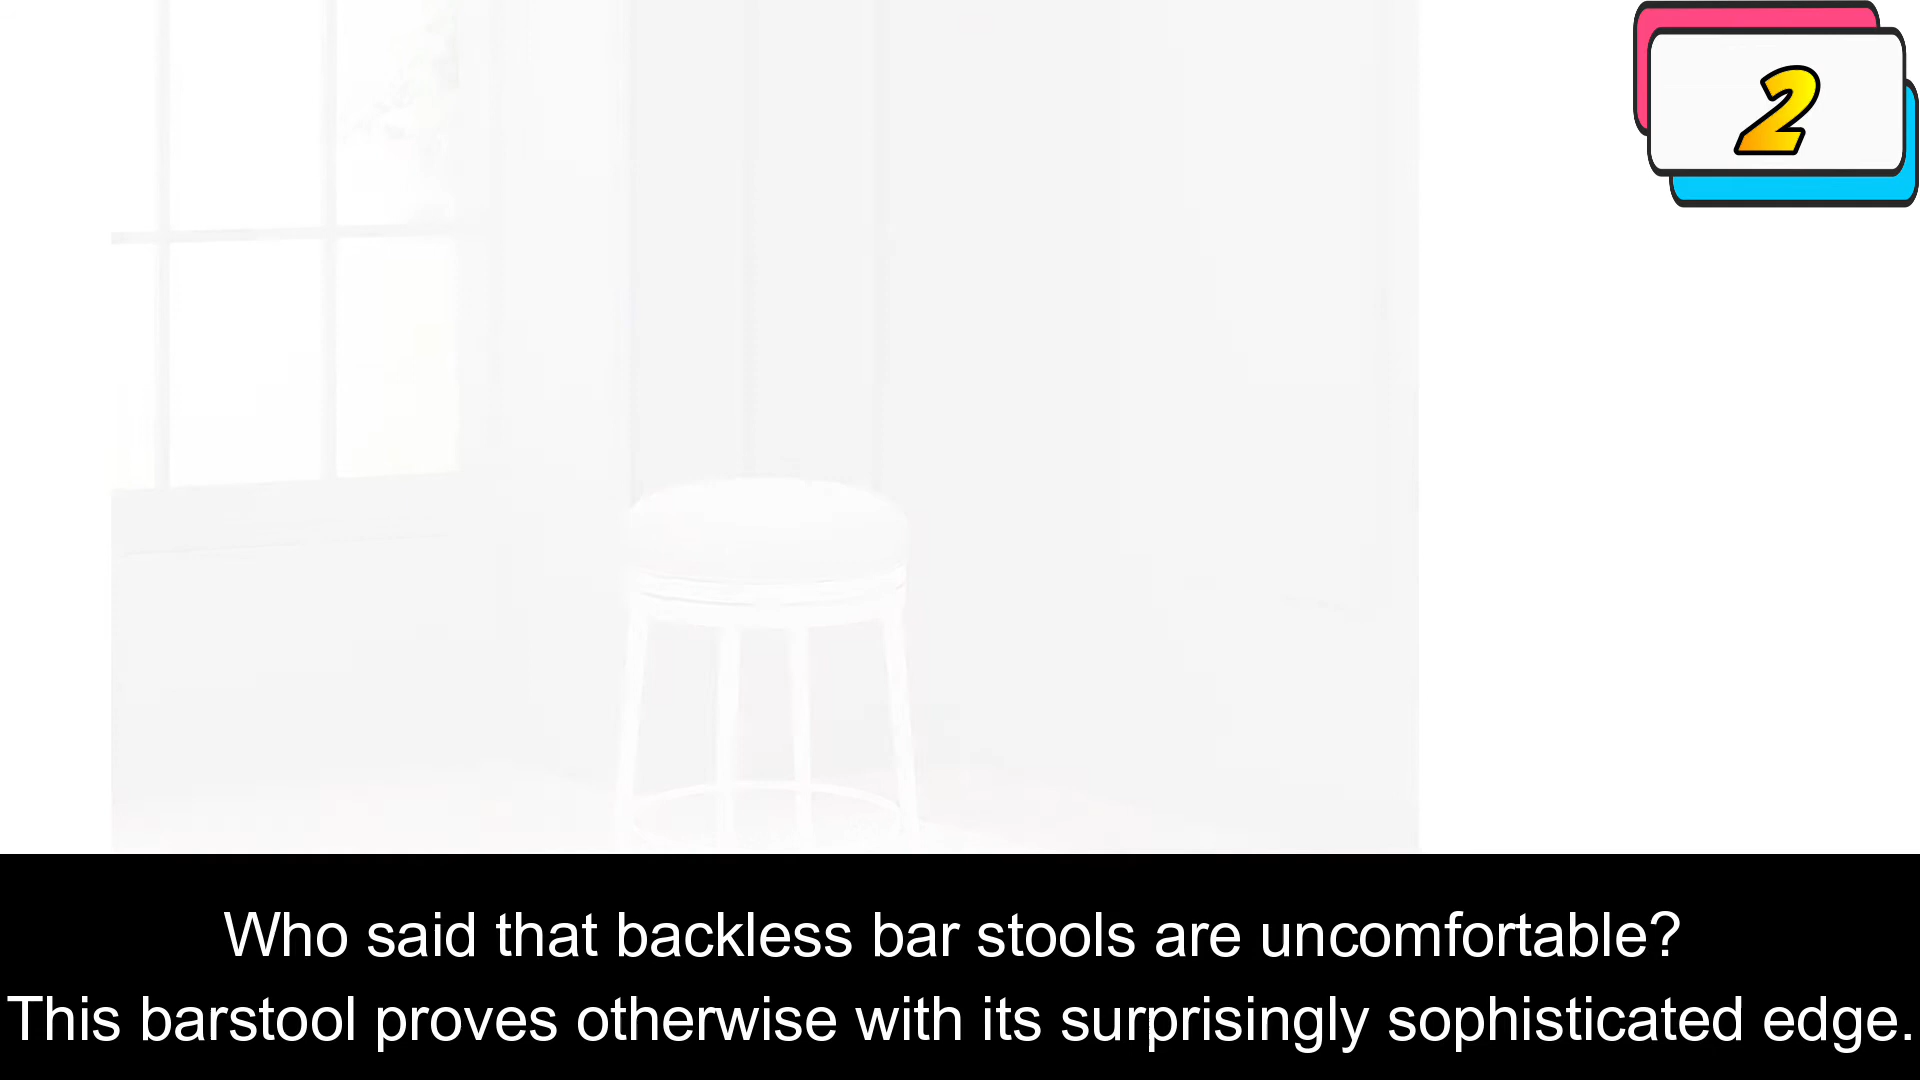 2
Who said that backless bar stools are uncomfortable?
This barstool proves otherwise with its surprisingly sophisticated edge.